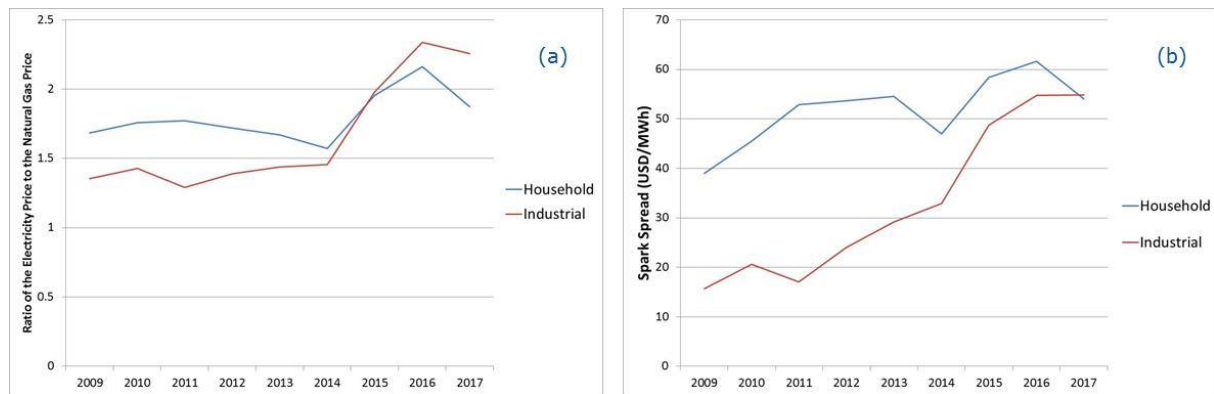 Ratio of the Electricity Price to the Natural Gas Price
2.5
2
1.5
1
0.5
0
2009 2010 2011 2012 2013 2014 2015 2016 2017
(a)
Household
Industrial
Spark Spread (USD/MWh)
70
60
50
40
30
20
10
0
2009 2010 2011 2012 2013 2014 2015 2016 2017
(b)
Household
Industrial